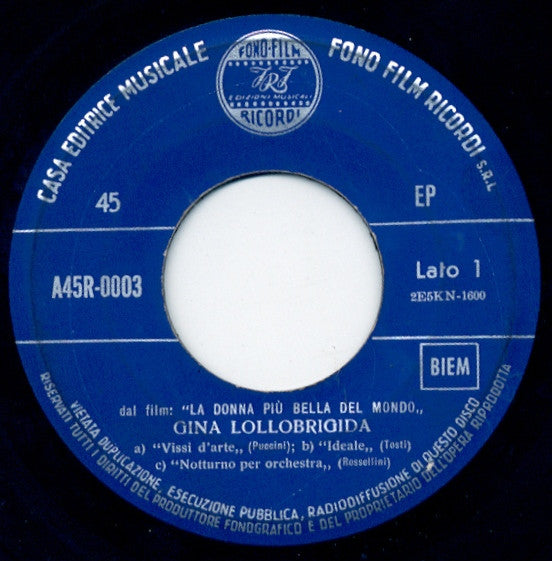 CASA EDITRICE MUSICALE
FONO FILM RICORDI S.R.L
FONO-FILM
FRF
EDIZIONI MUSICALI
RICORDI
45
EP
A45R-0003
Lato 1
2E5KN-1600
BIEM
dal film: "LA DONNA PIÙ BELLA DEL MONDO„
GINA LOLLOBRIGIDA
a) "Vissi d'arte„ (Puccini); b) "Ideale„ (Tosti)
c) "Notturno per orchestra„ (Rossellini)
VIETATA DUPLICAZIONE, ESECUZIONE PUBBLICA, RADIODIFFUSIONE DI QUESTO DISCO
RISERVATI TUTTI I DIRITTI DEL PRODUTTORE FONOGRAFICO E DEL PROPRIETARIO DELL'OPERA RIPRODOTTA